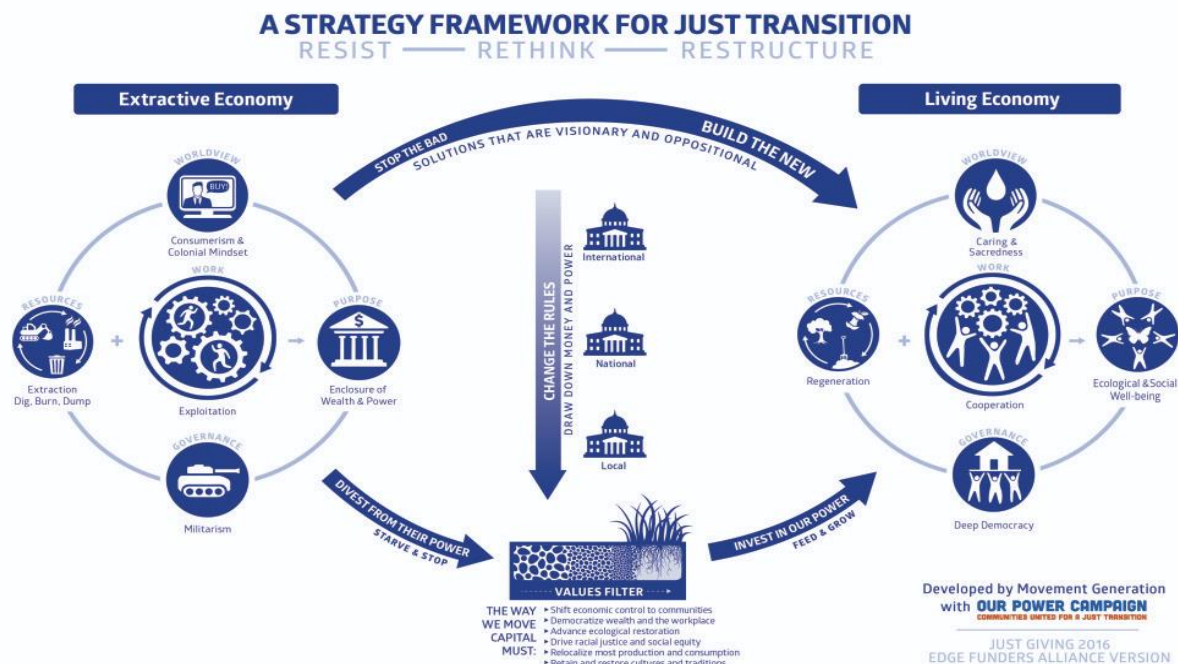 A STRATEGY FRAMEWORK FOR JUST TRANSITION
RESIST — RETHINK — RESTRUCTURE
Extractive Economy
WORLDVIEW
BUY!
Consumerism &
Colonial Mindset
RESOURCES
Extraction
Dig, Burn, Dump
+
WORK
Exploitation
PURPOSE
$
Enclosure of
Wealth & Power
GOVERNANCE
Militarism
STOP THE BAD
BUILD THE NEW
SOLUTIONS THAT ARE VISIONARY AND OPPOSITIONAL
CHANGE THE RULES
DRAW DOWN MONEY AND POWER
International
National
Local
DIVEST FROM THEIR POWER
STARVE & STOP
INVEST IN OUR POWER
FEED & GROW
VALUES FILTER
THE WAY
WE MOVE
CAPITAL
MUST:
▸ Shift economic control to communities
▸ Democratize wealth and the workplace
▸ Advance ecological restoration
▸ Drive racial justice and social equity
▸ Relocalize most production and consumption
▸ Retain and restore cultures and traditions
Living Economy
WORLDVIEW
Caring &
Sacredness
RESOURCES
Regeneration
+
WORK
Cooperation
PURPOSE
Ecological & Social
Well-being
GOVERNANCE
Deep Democracy
Developed by Movement Generation
with OUR POWER CAMPAIGN
COMMUNITIES UNITED FOR A JUST TRANSITION
JUST GIVING 2016
EDGE FUNDERS ALLIANCE VERSION